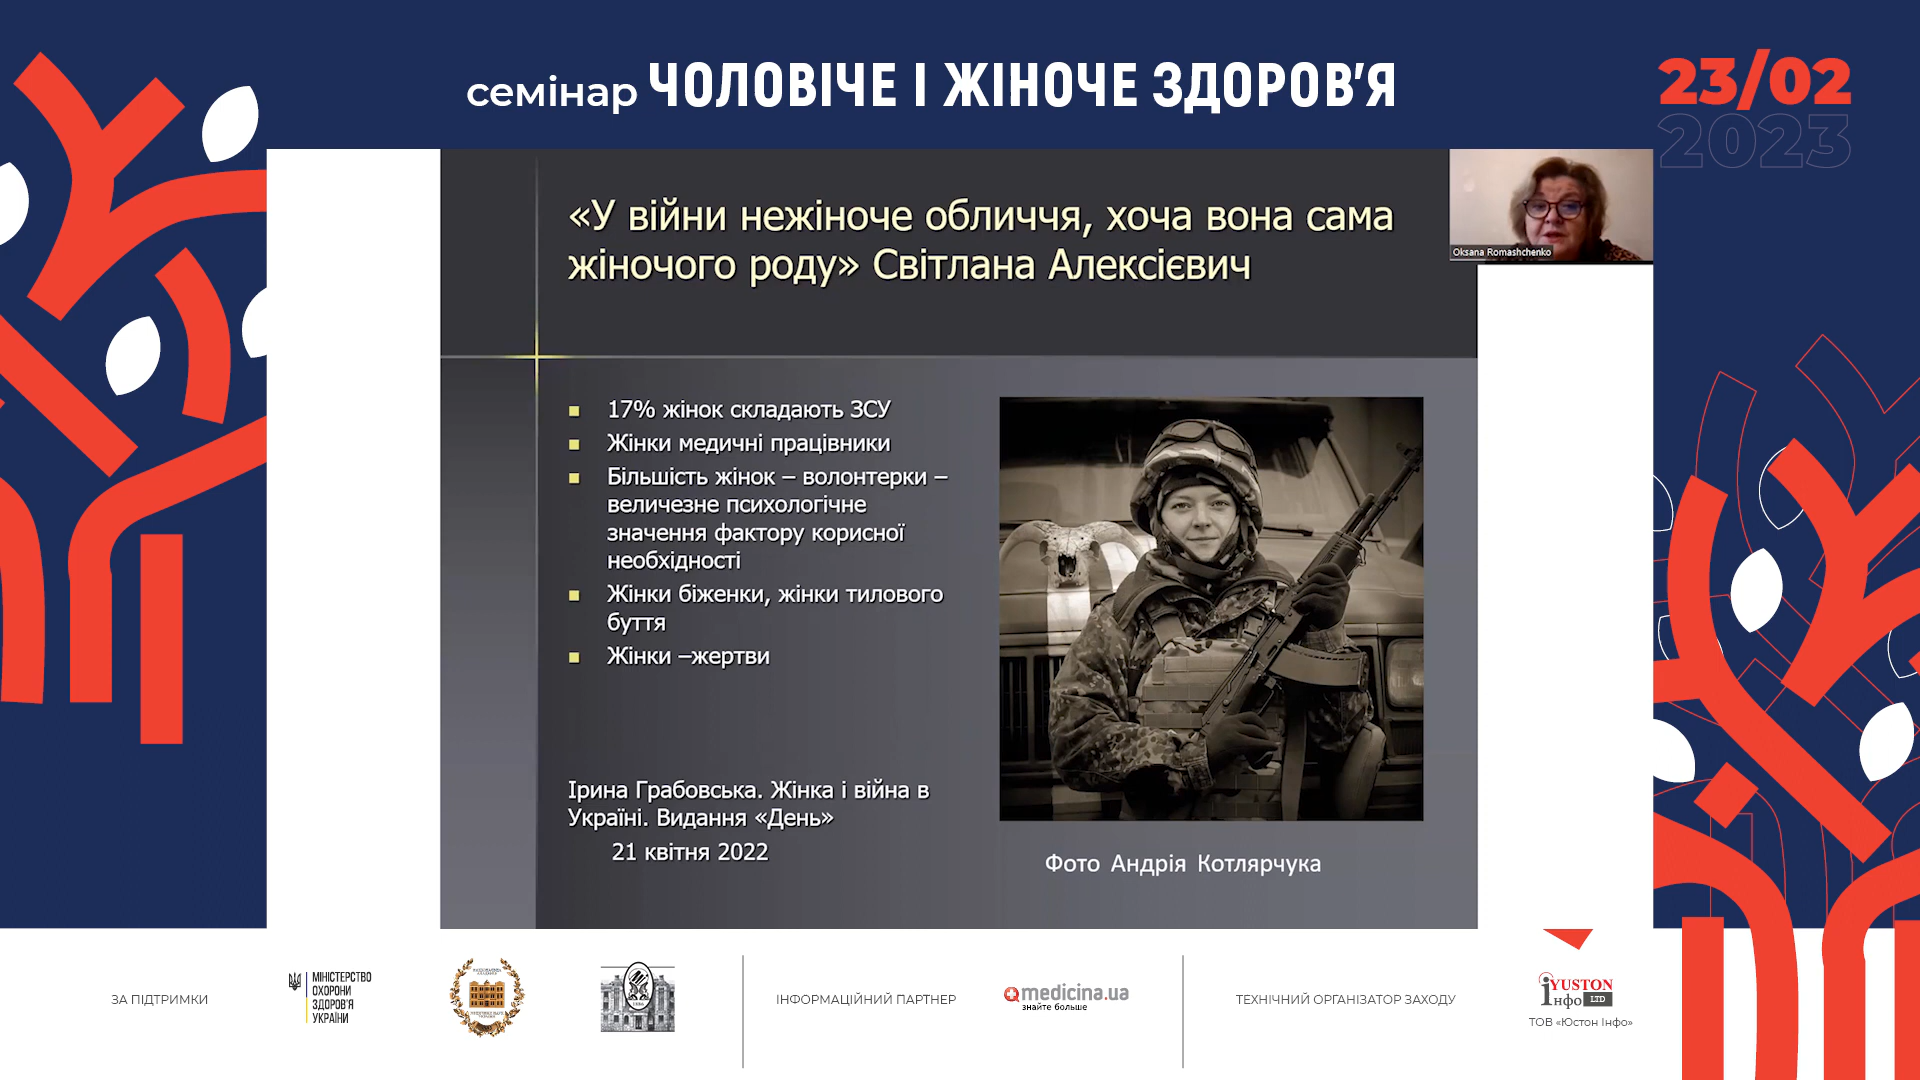 семінар ЧОЛОВІЧЕ І ЖІНОЧЕ ЗДОРОВ'Я
23/02
2023
Oksana Romashchenko
«У війни нежіноче обличчя, хоча вона сама
жіночого роду» Світлана Алексієвич
17% жінок складають ЗСУ
Жінки медичні працівники
Більшість жінок – волонтерки –
величезне психологічне
значення фактору корисної
необхідності
Жінки біженки, жінки тилового
буття
Жінки –жертви
Ірина Грабовська. Жінка і війна в
Україні. Видання «День»
21 квітня 2022
Фото Андрія Котлярчука
ЗА ПІДТРИМКИ
МІНІСТЕРСТВО
ОХОРОНИ
ЗДОРОВ'Я
УКРАЇНИ
ІНФОРМАЦІЙНИЙ ПАРТНЕР
medicina.ua
знайте больше
ТЕХНІЧНИЙ ОРГАНІЗАТОР ЗАХОДУ
iYUSTON
Інфо LTD
ТОВ «Юстон Інфо»